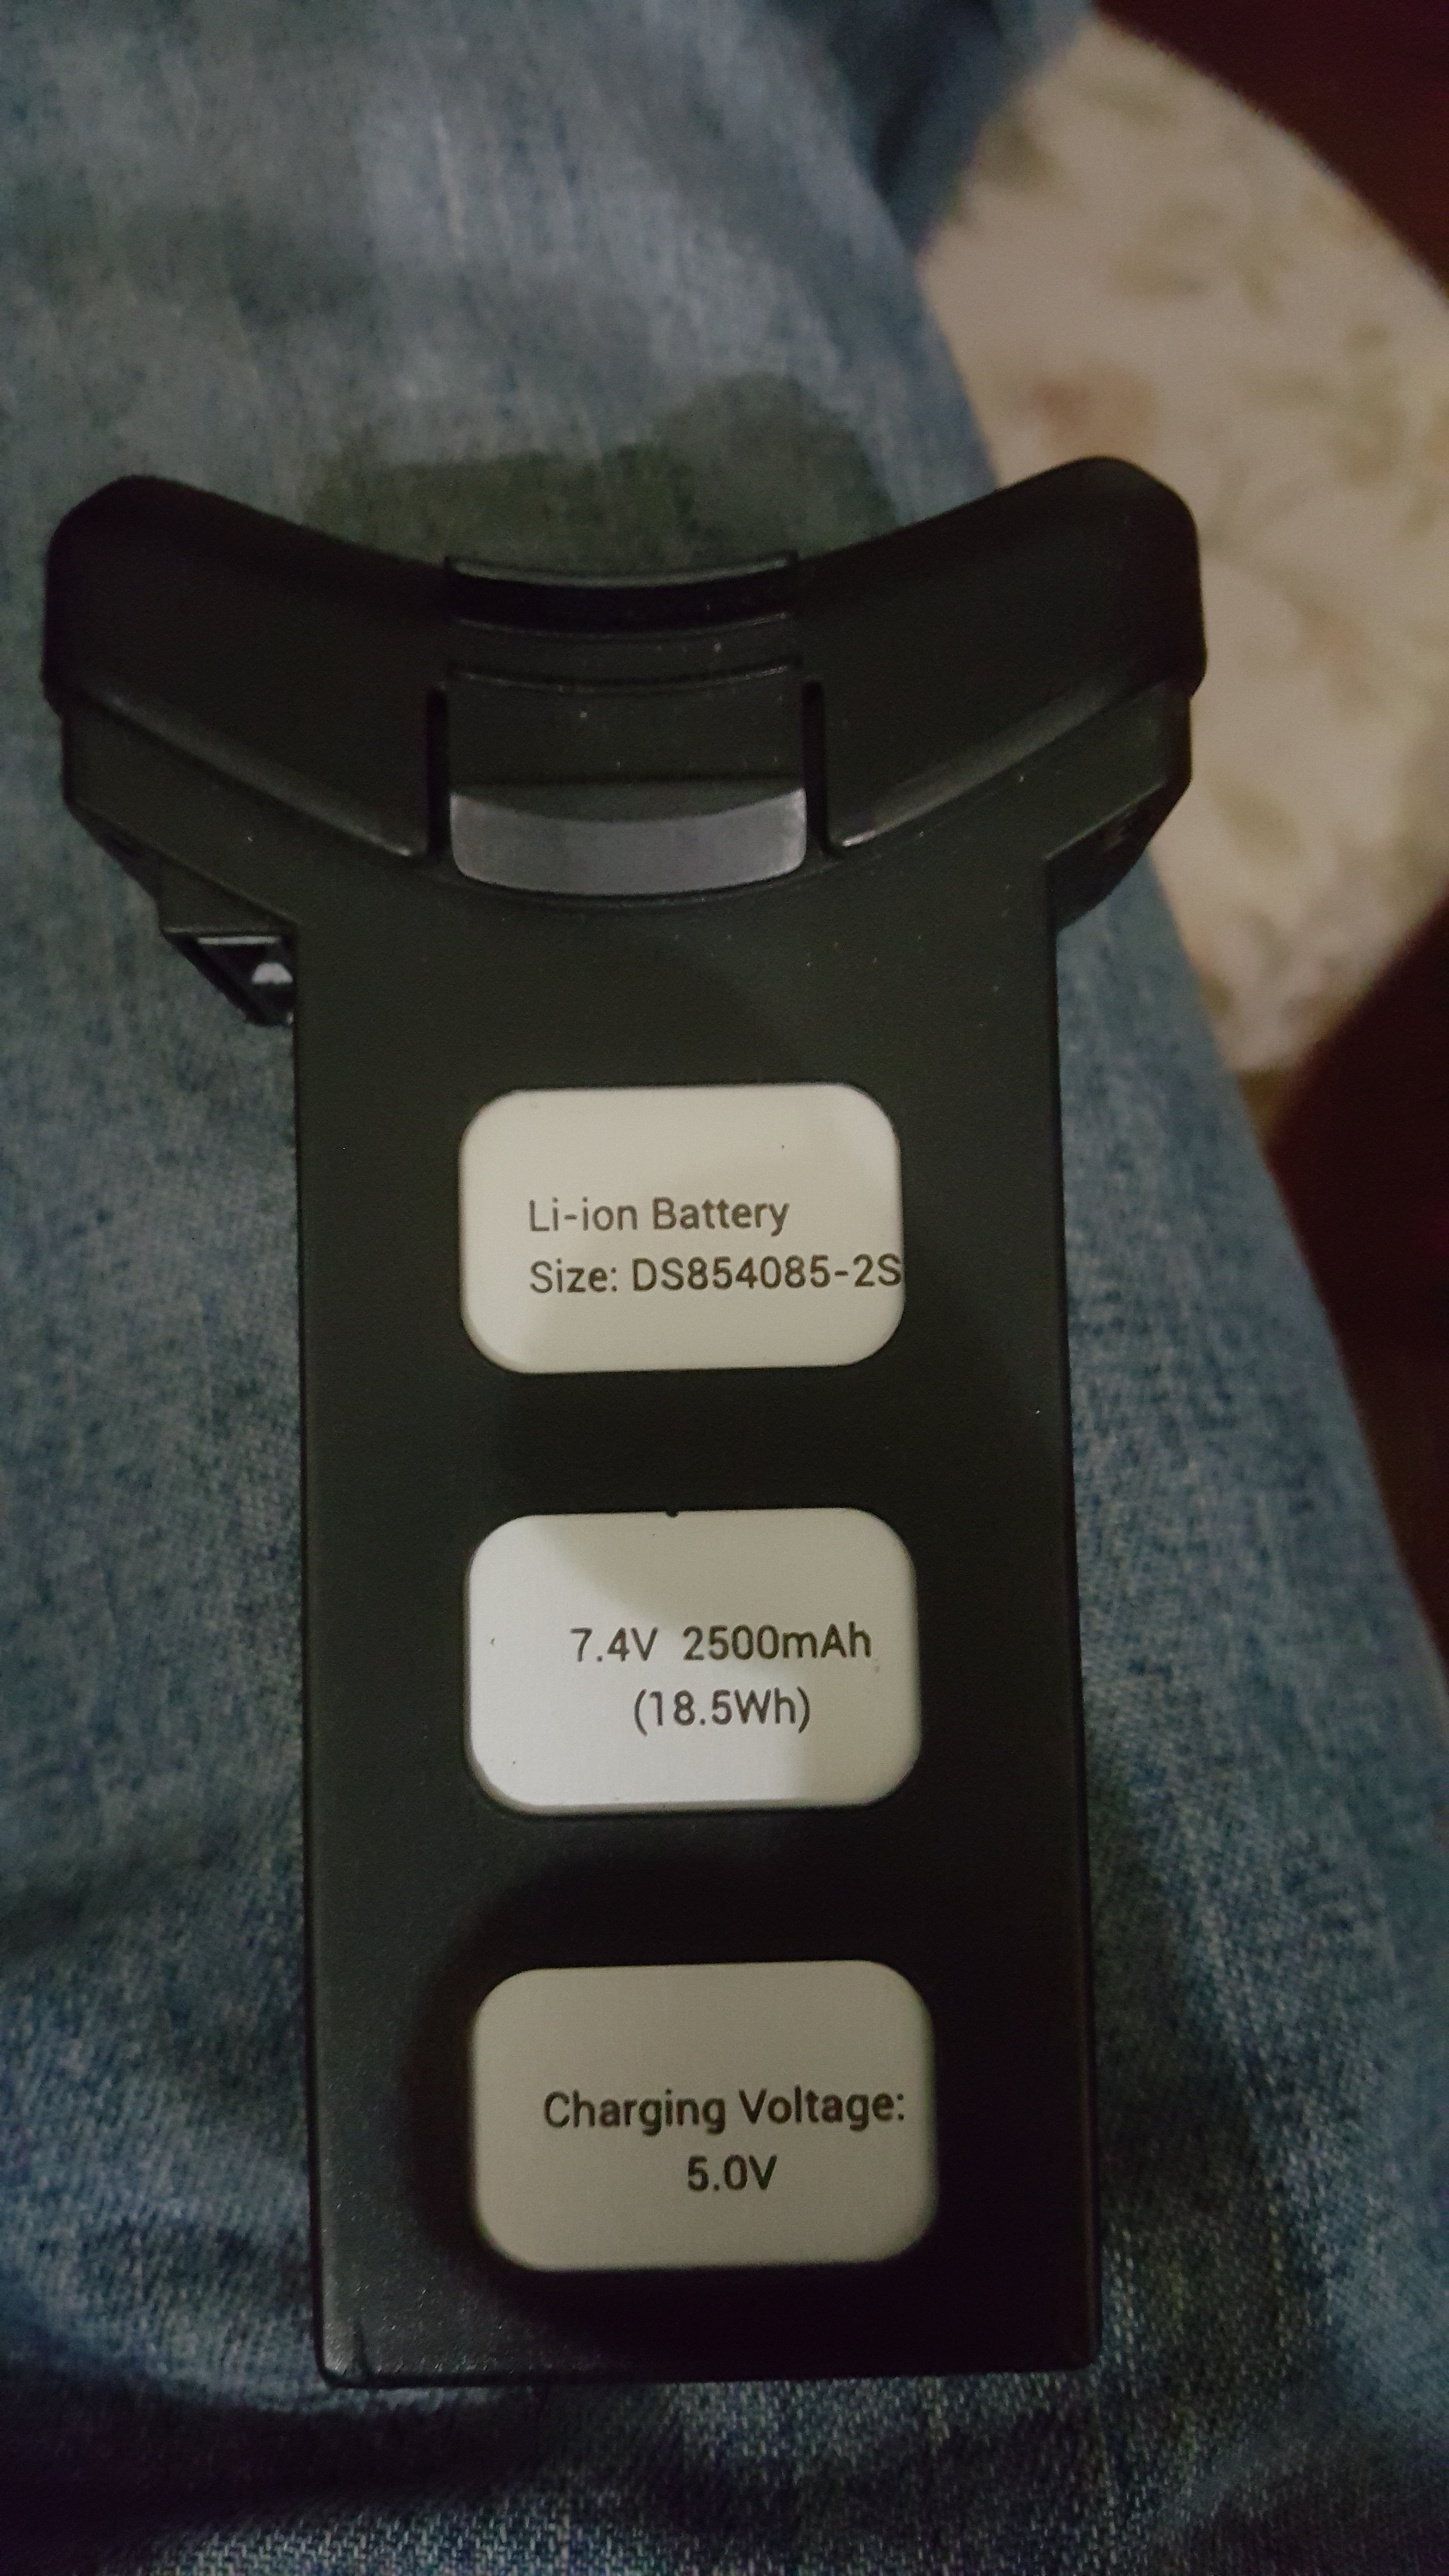 Li-ion Battery
Size: DS854085-2S
7.4V 2500mAh
(18.5Wh)
Charging Voltage:
5.0V